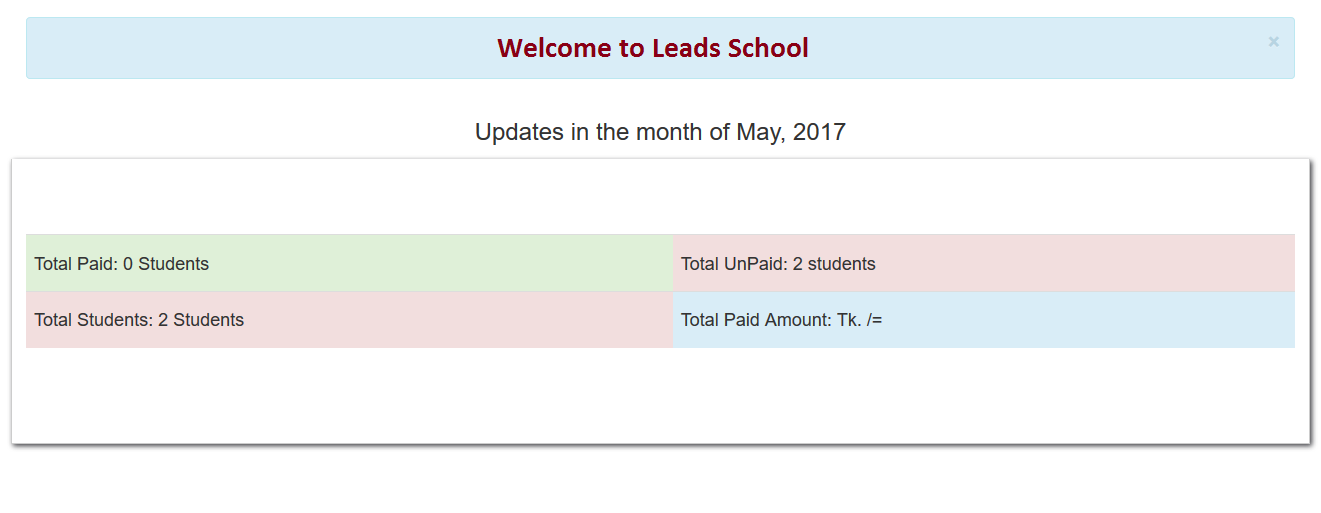 Welcome to Leads School
×
Updates in the month of May, 2017
Total Paid: 0 Students
Total UnPaid: 2 students
Total Students: 2 Students
Total Paid Amount: Tk. /=